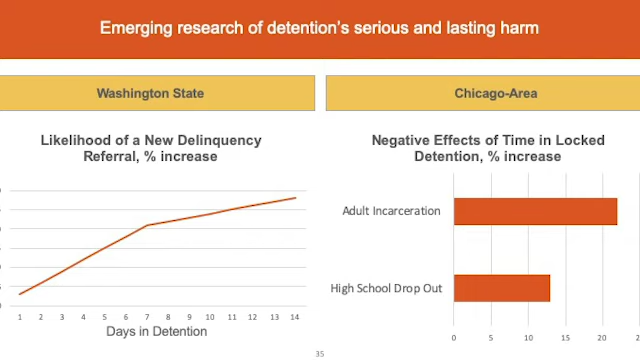 Emerging research of detention's serious and lasting harm
Washington State
Chicago-Area
Likelihood of a New Delinquency
Referral, % increase
1 2 3 4 5 6 7 8 9 10 11 12 13 14
Days in Detention
Negative Effects of Time in Locked
Detention, % increase
Adult Incarceration
High School Drop Out
0 5 10 15 20
35